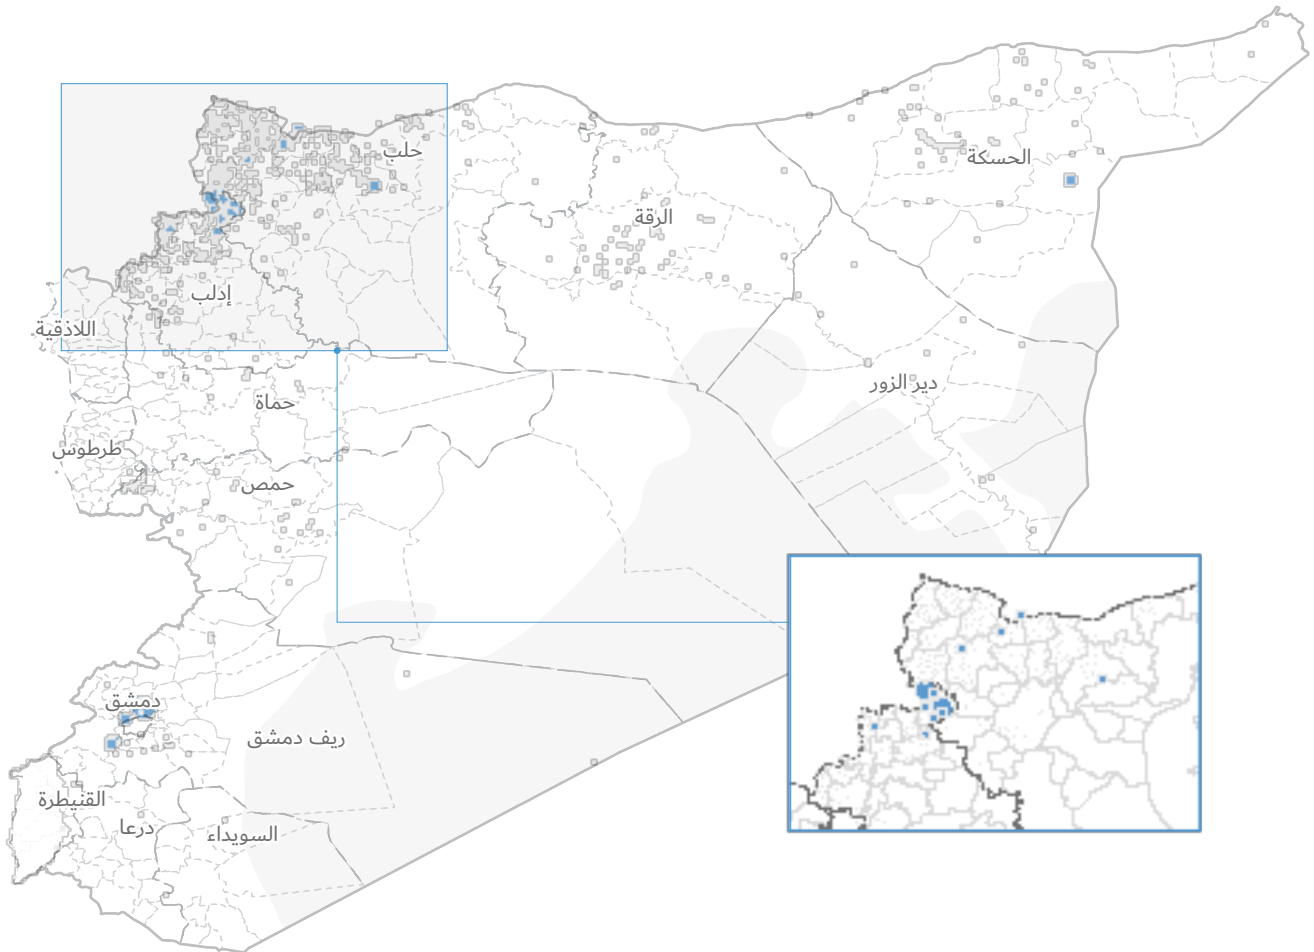 حلب
الحسكة
الرقة
إدلب
اللاذقية
دير الزور
حماة
طرطوس
حمص
دمشق
ريف دمشق
القنيطرة
درعا
السويداء